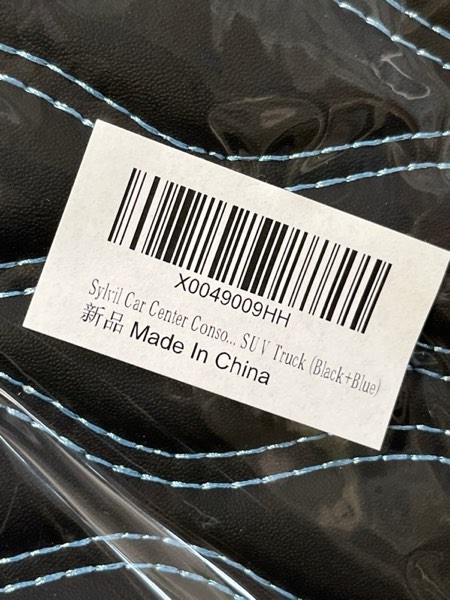 X0049009HH
Sylvil Car Center Conso... SUV Truck (Black+Blue)
新品 Made In China